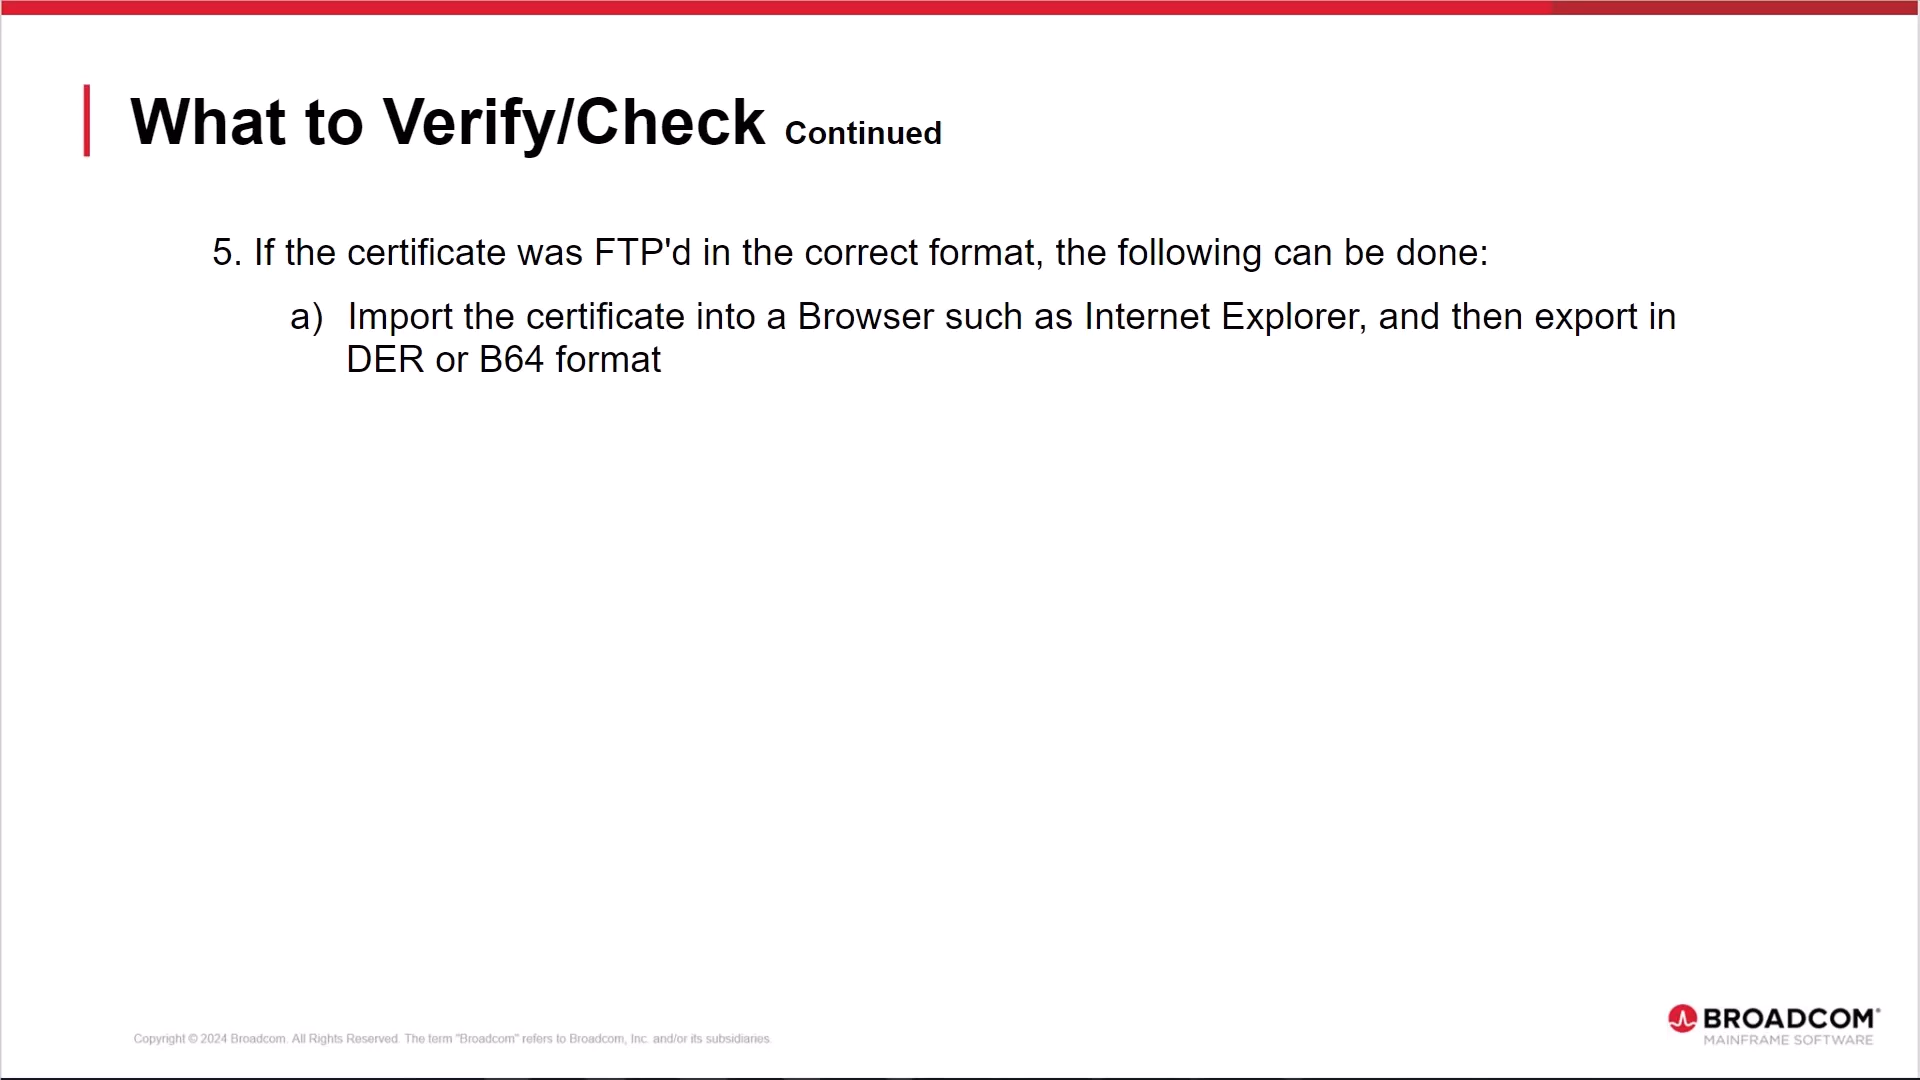 What to Verify/Check Continued
5. If the certificate was FTP'd in the correct format, the following can be done:
a) Import the certificate into a Browser such as Internet Explorer, and then export in
DER or B64 format
Copyright © 2024 Broadcom. All Rights Reserved. The term "Broadcom" refers to Broadcom, Inc. and/or its subsidiaries.
BROADCOM®
MAINFRAME SOFTWARE